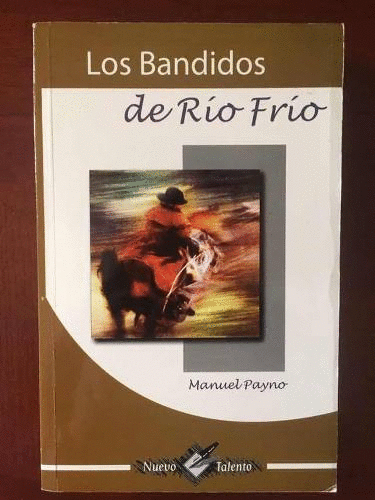 Los Bandidos
de Río Frío
Manuel Payno
Nuevo Talento